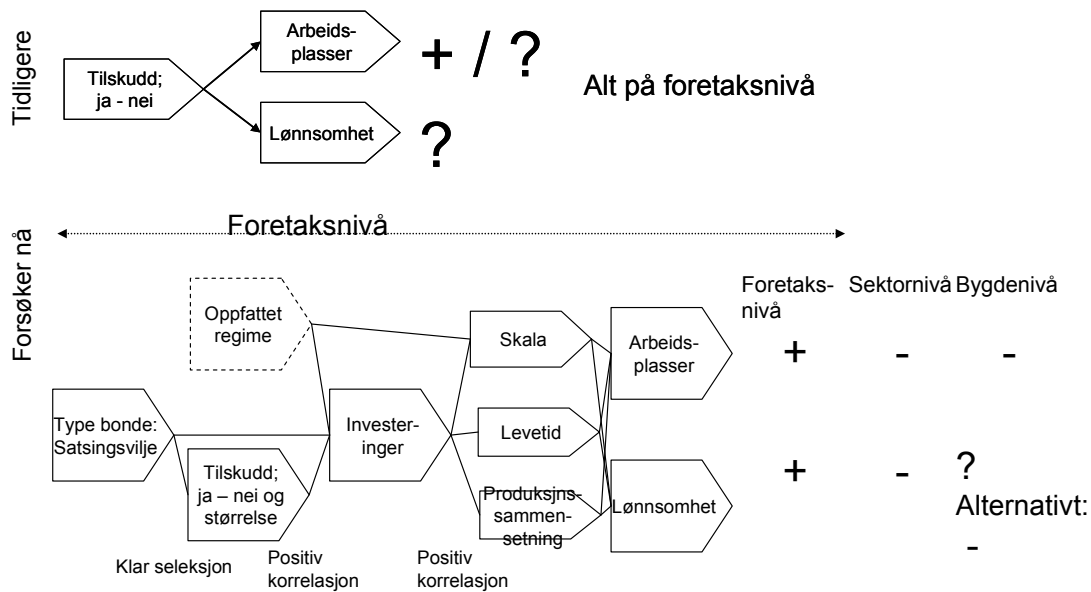 Tidligere
Tilskudd;
ja - nei
Arbeids-
plasser
Lønnsomhet
+ / ?
?
Alt på foretaksnivå
Forsøker nå
Foretaksnivå
Type bonde:
Satsingsvilje
Oppfattet
regime
Tilskudd;
ja – nei og
størrelse
Invester-
inger
Skala
Levetid
Produksjns-
sammen-
setning
Arbeids-
plasser
Lønnsomhet
Foretaks-
nivå
Sektornivå
Bygdenivå
+ - -
+ - ?
Alternativt:
-
Klar seleksjon
Positiv
korrelasjon
Positiv
korrelasjon